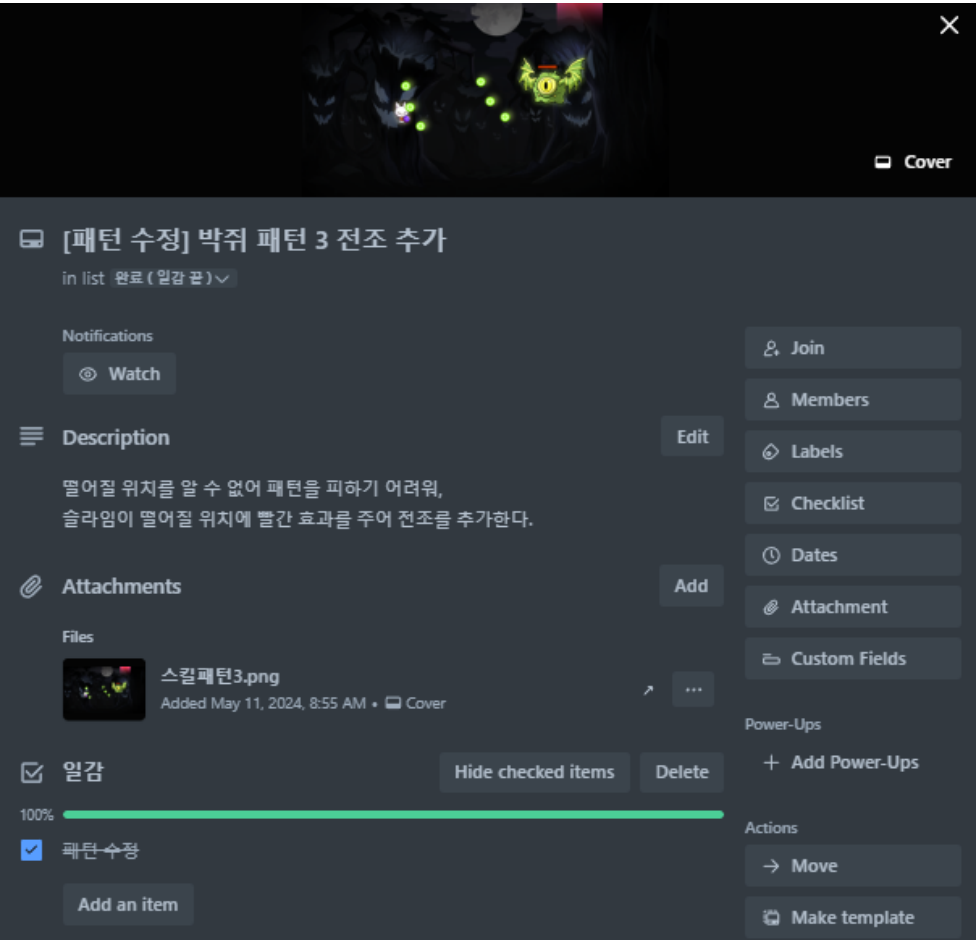 Cover
[패턴 수정] 박쥐 패턴 3 전조 추가
in list 완료 ( 일감 끝 )
Notifications
Watch
Description
Edit
떨어질 위치를 알 수 없어 패턴을 피하기 어려워,
슬라임이 떨어질 위치에 빨간 효과를 주어 전조를 추가한다.
Attachments
Add
Files
스킬패턴3.png
Added May 11, 2024, 8:55 AM • Cover
일감
Hide checked items
Delete
100%
패턴 수정
Add an item
Join
Members
Labels
Checklist
Dates
Attachment
Custom Fields
Power-Ups
Add Power-Ups
Actions
Move
Make template